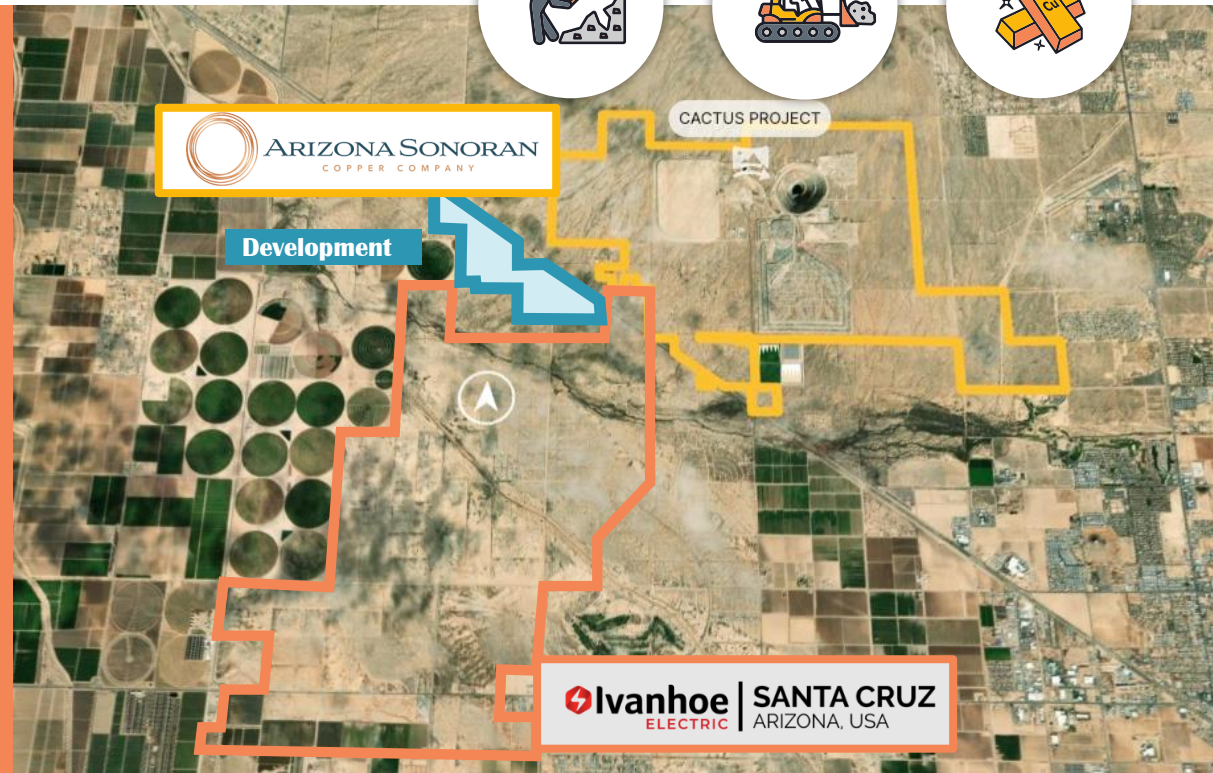 Cu
ARIZONA SONORAN
COPPER COMPANY
CACTUS PROJECT
Development
Ivanhoe
ELECTRIC
SANTA CRUZ
ARIZONA, USA